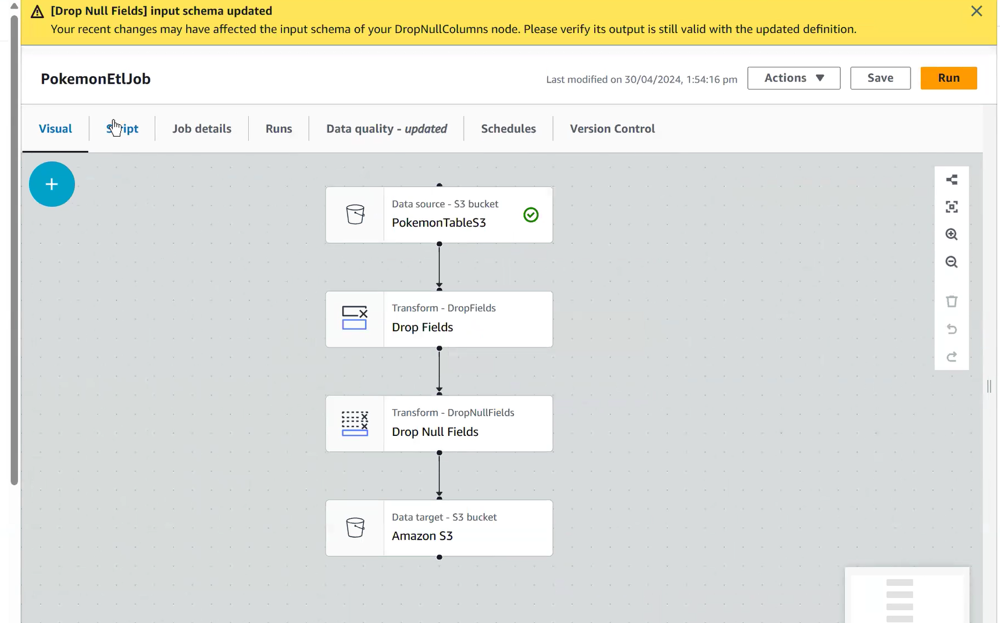 [Drop Null Fields] input schema updated
Your recent changes may have affected the input schema of your DropNullColumns node. Please verify its output is still valid with the updated definition.
PokemonEtlJob
Last modified on 30/04/2024, 1:54:16 pm
Actions
Save
Run
Visual
Script
Job details
Runs
Data quality - updated
Schedules
Version Control
Data source - S3 bucket
PokemonTableS3
Transform - DropFields
Drop Fields
Transform - DropNullFields
Drop Null Fields
Data target - S3 bucket
Amazon S3